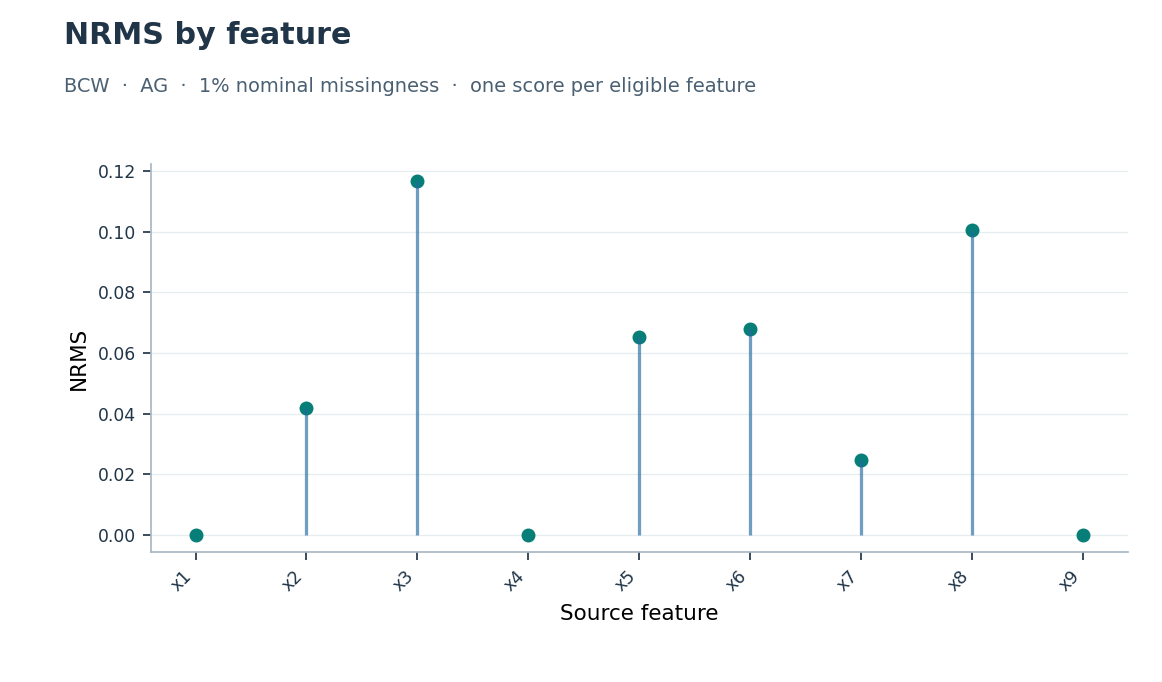 NRMS by feature
BCW · AG · 1% nominal missingness · one score per eligible feature
0.12
0.10
0.08
0.06
0.04
0.02
0.00
NRMS
x1 x2 x3 x4 x5 x6 x7 x8 x9
Source feature